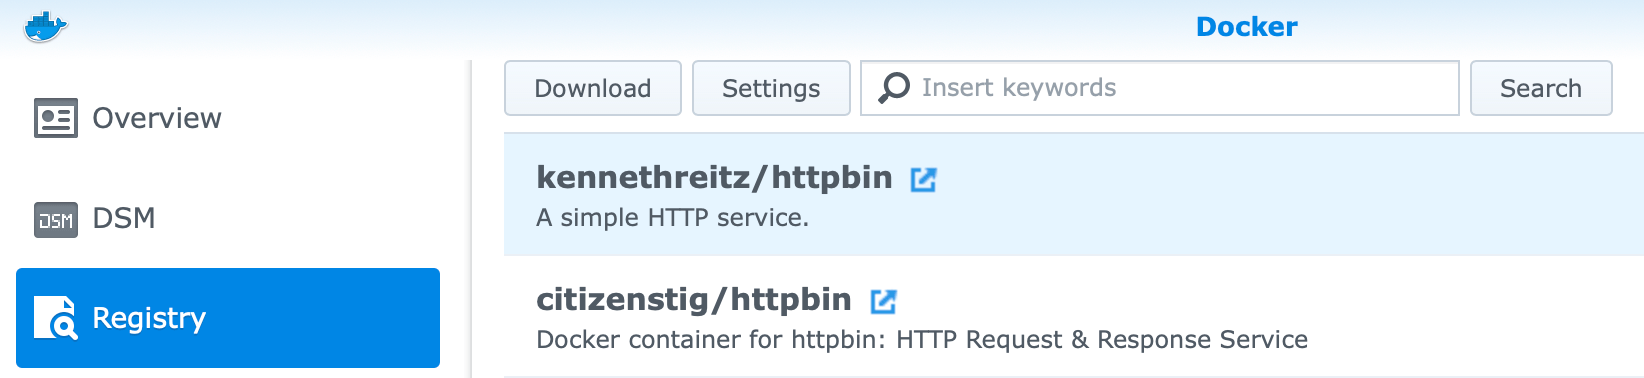 Docker
Overview
DSM
DSM
Registry
Download
Settings
Insert keywords
Search
kennethreitz/httpbin
A simple HTTP service.
citizenstig/httpbin
Docker container for httpbin: HTTP Request & Response Service